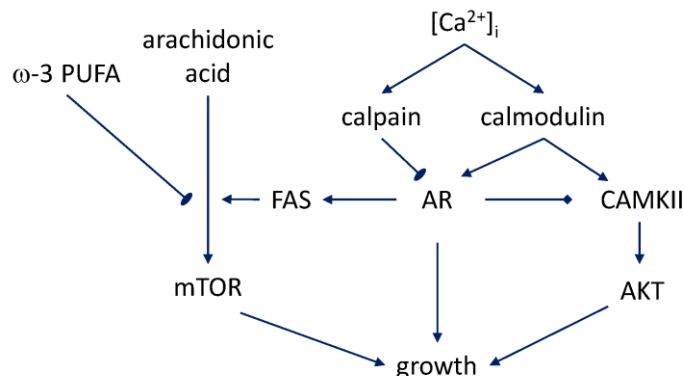 [Ca²⁺]ᵢ
arachidonic
acid
ω-3 PUFA
calpain
calmodulin
FAS
AR
CAMKII
mTOR
AKT
growth